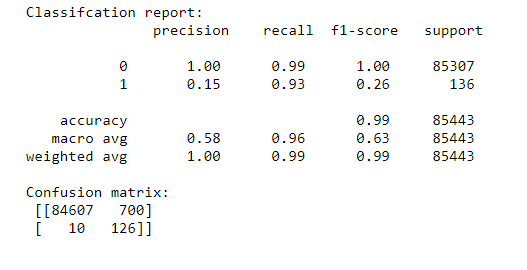 Classifcation report:
precision recall f1-score support
0 1.00 0.99 1.00 85307
1 0.15 0.93 0.26 136
accuracy 0.99 85443
macro avg 0.58 0.96 0.63 85443
weighted avg 1.00 0.99 0.99 85443
Confusion matrix:
[[84607 700]
[ 10 126]]